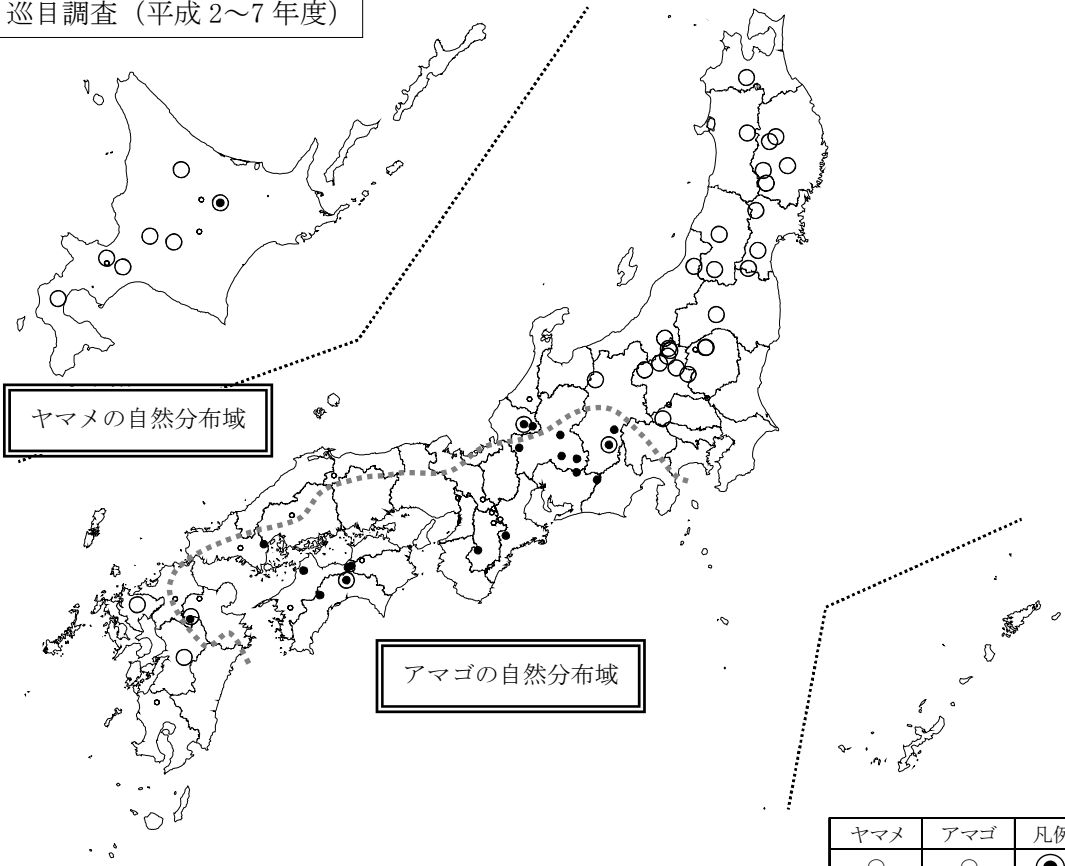 巡目調査（平成 2～7 年度）
ヤマメの自然分布域
アマゴの自然分布域
ヤマメ アマゴ 凡例
○ ○ ◉